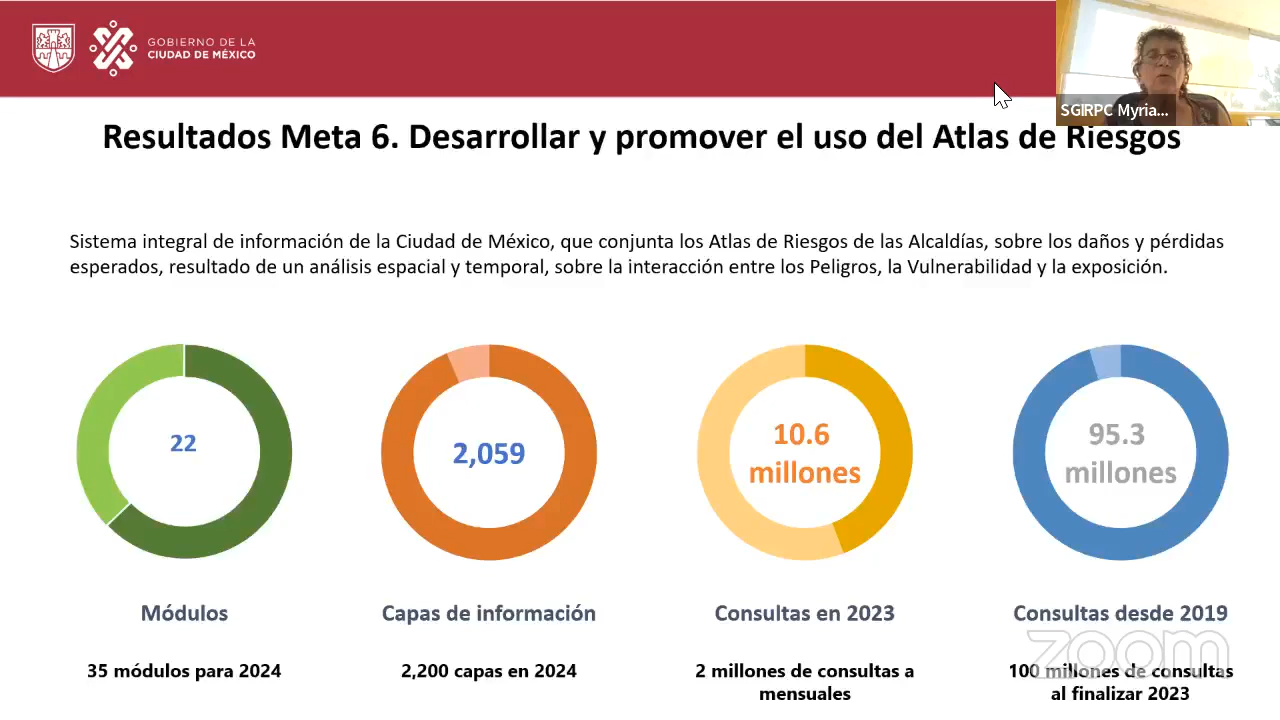 GOBIERNO DE LA
CIUDAD DE MÉXICO
SGIRPC Myria...
Resultados Meta 6. Desarrollar y promover el uso del Atlas de Riesgos
Sistema integral de información de la Ciudad de México, que conjunta los Atlas de Riesgos de las Alcaldías, sobre los daños y pérdidas
esperados, resultado de un análisis espacial y temporal, sobre la interacción entre los Peligros, la Vulnerabilidad y la exposición.
22
2,059
10.6
millones
95.3
millones
Módulos
Capas de información
Consultas en 2023
Consultas desde 2019
35 módulos para 2024
2,200 capas en 2024
2 millones de consultas a
mensuales
100 millones de consultas
al finalizar 2023
zoom